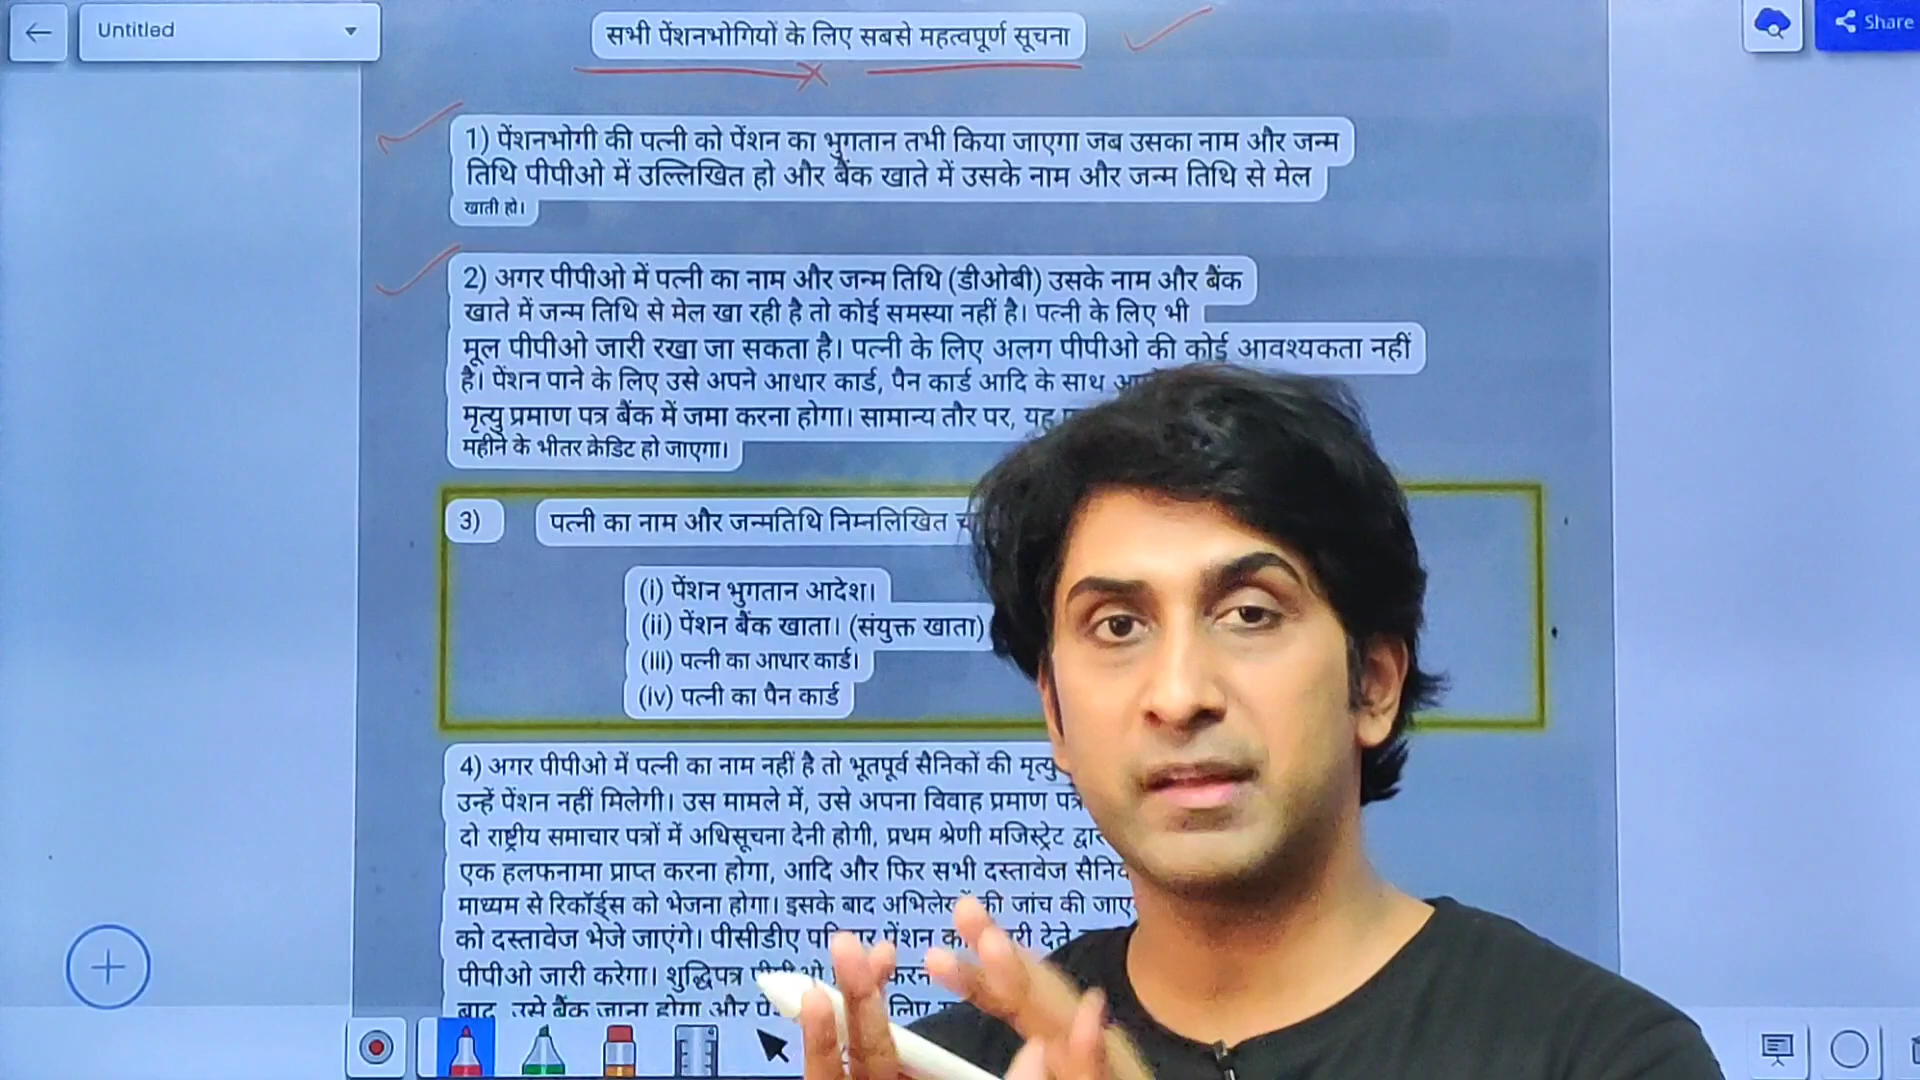 Untitled
सभी पेंशनभोगियों के लिए सबसे महत्वपूर्ण सूचना
Share
1) पेंशनभोगी की पत्नी को पेंशन का भुगतान तभी किया जाएगा जब उसका नाम और जन्म
तिथि पीपीओ में उल्लिखित हो और बैंक खाते में उसके नाम और जन्म तिथि से मेल
खाती हो।
2) अगर पीपीओ में पत्नी का नाम और जन्म तिथि (डीओबी) उसके नाम और बैंक
खाते में जन्म तिथि से मेल खा रही है तो कोई समस्या नहीं है। पत्नी के लिए भी
मूल पीपीओ जारी रखा जा सकता है। पत्नी के लिए अलग पीपीओ की कोई आवश्यकता नहीं
है। पेंशन पाने के लिए उसे अपने आधार कार्ड, पैन कार्ड आदि के साथ
मृत्यु प्रमाण पत्र बैंक में जमा करना होगा। सामान्य तौर पर, यह
महीने के भीतर क्रेडिट हो जाएगा।
3) पत्नी का नाम और जन्मतिथि निम्नलिखित
(i) पेंशन भुगतान आदेश।
(ii) पेंशन बैंक खाता। (संयुक्त खाता)
(iii) पत्नी का आधार कार्ड।
(iv) पत्नी का पैन कार्ड
4) अगर पीपीओ में पत्नी का नाम नहीं है तो भूतपूर्व सैनिकों की मृत्यु
उन्हें पेंशन नहीं मिलेगी। उस मामले में, उसे अपना विवाह प्रमाण पत्र
दो राष्ट्रीय समाचार पत्रों में अधिसूचना देनी होगी, प्रथम श्रेणी मजिस्ट्रेट
एक हलफनामा प्राप्त करना होगा, आदि और फिर सभी दस्तावेज
माध्यम से रिकॉर्ड्स को भेजना होगा। इसके बाद की जांच की
को दस्तावेज भेजे जाएंगे। पीसीडीए पेंशन देते
पीपीओ जारी करेगा। शुद्धिपत्र
बाद उसे बैंक जाना होगा और लिए